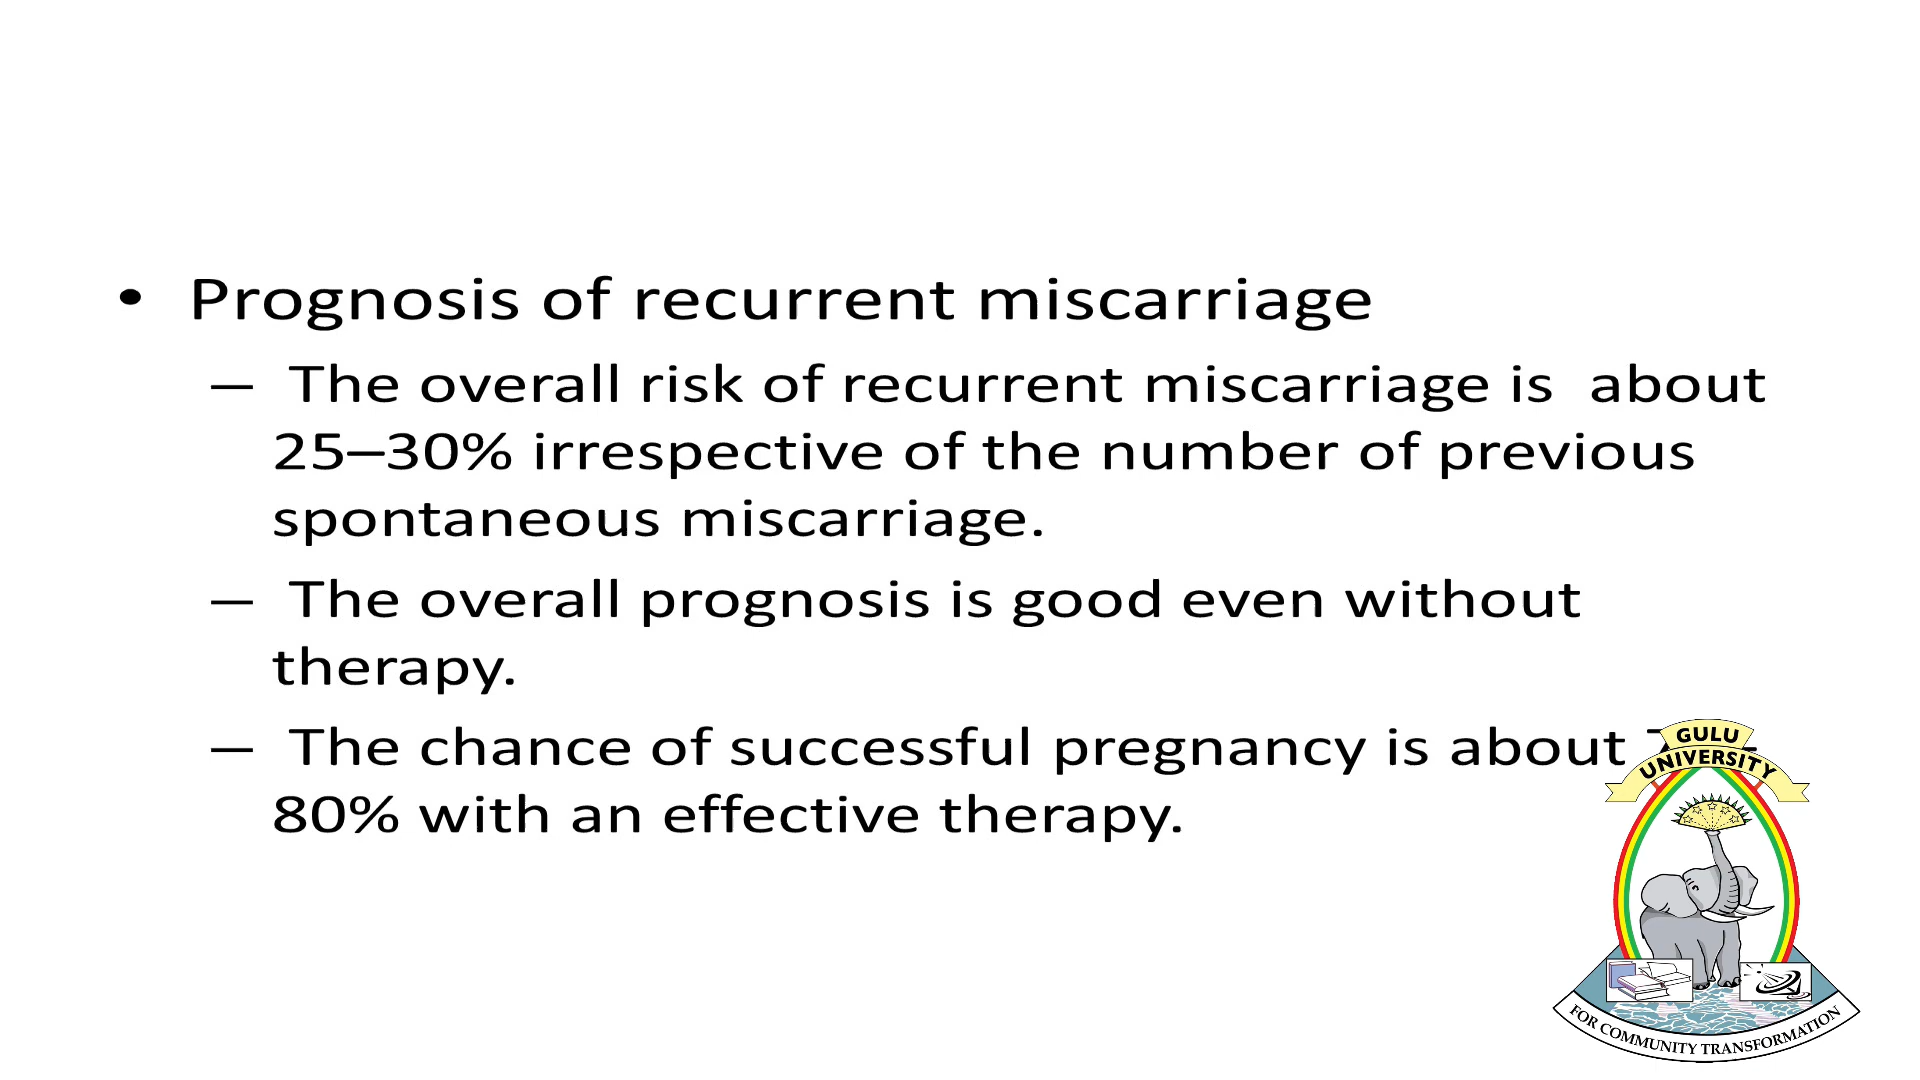 • Prognosis of recurrent miscarriage
– The overall risk of recurrent miscarriage is about
25–30% irrespective of the number of previous
spontaneous miscarriage.
– The overall prognosis is good even without
therapy.
– The chance of successful pregnancy is about
80% with an effective therapy.
GULU
UNIVERSITY
FOR COMMUNITY TRANSFORMATION